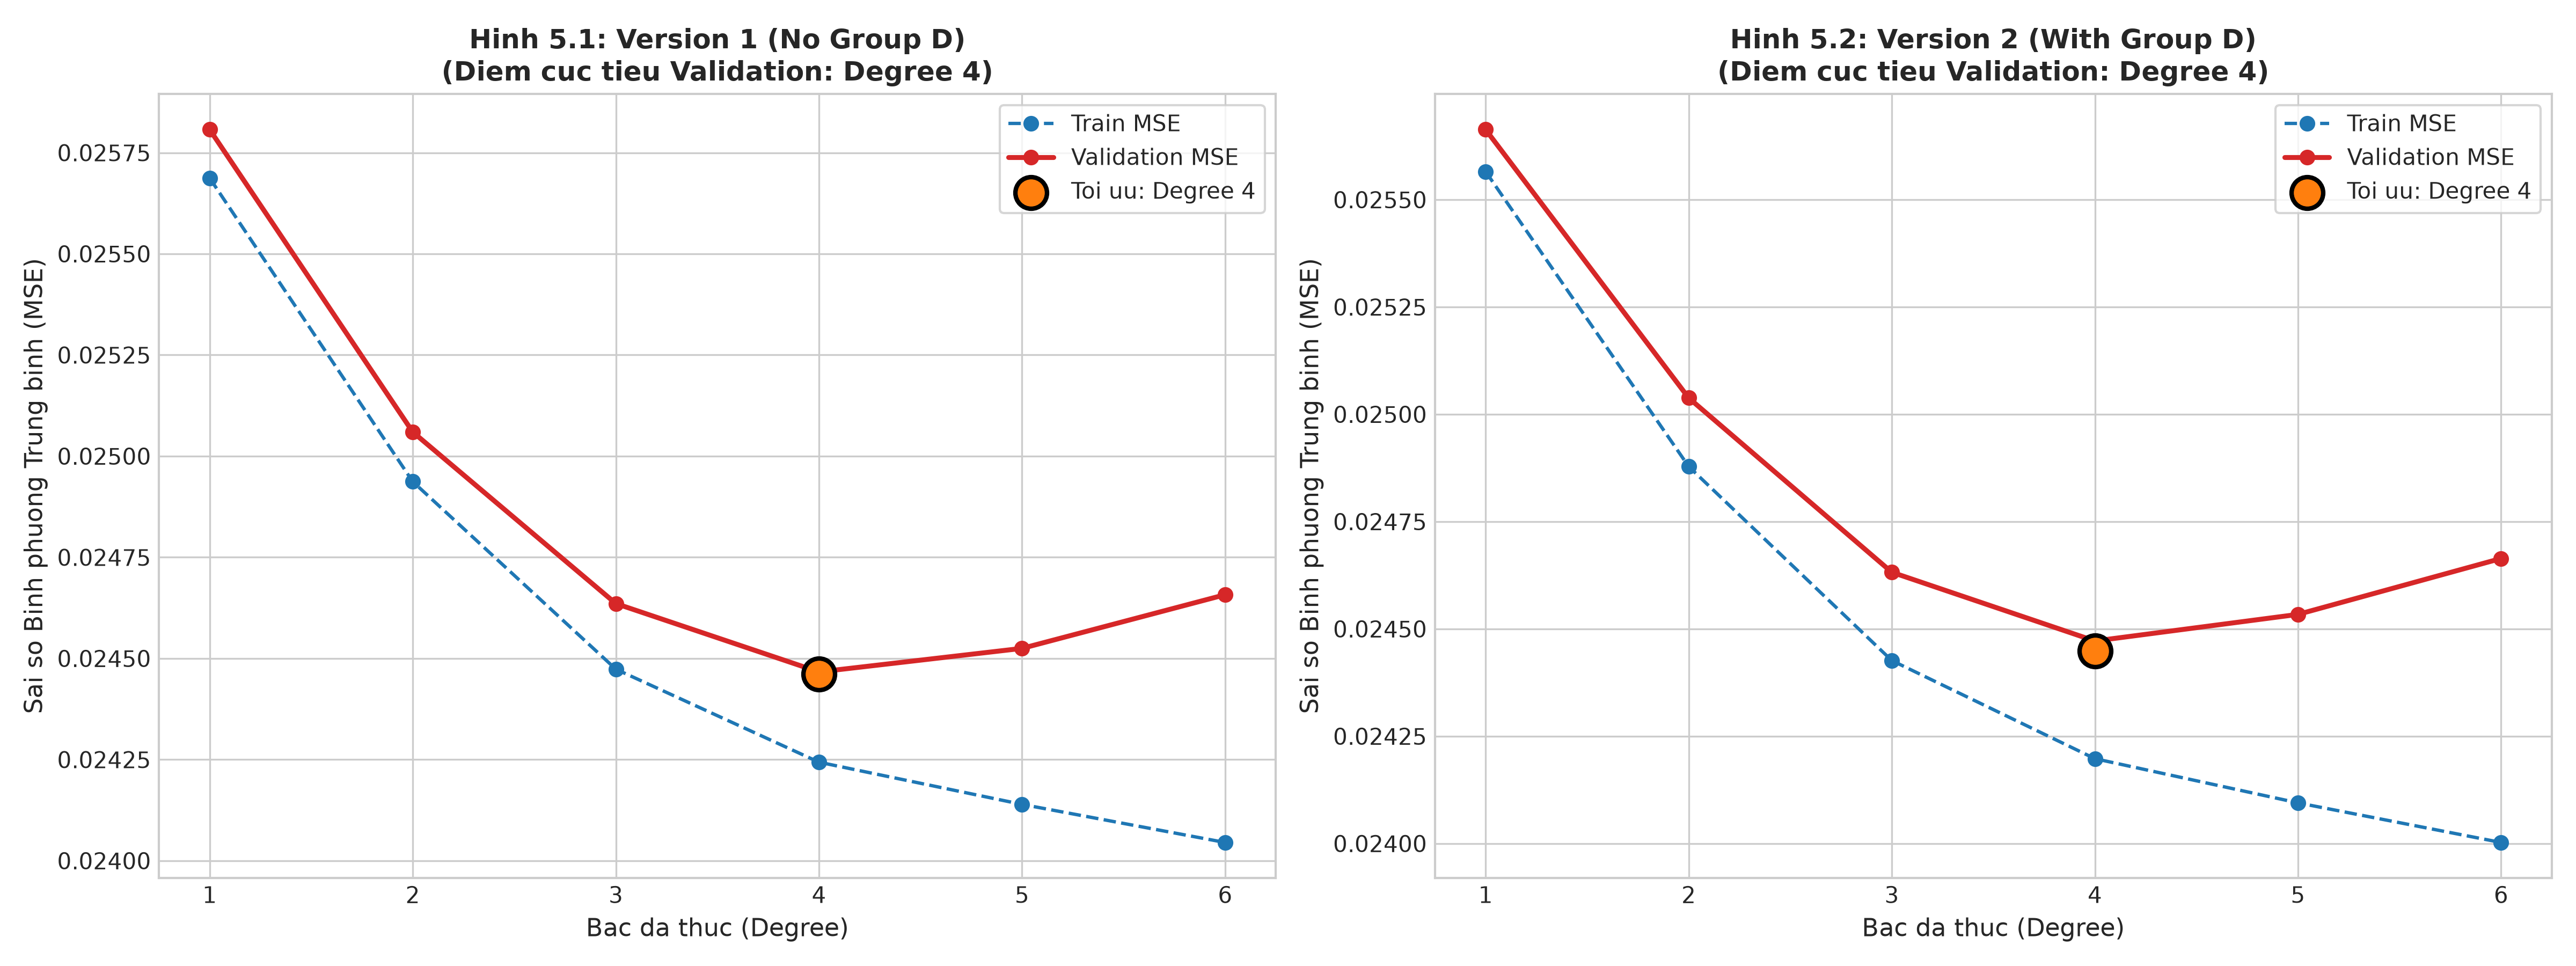 Hinh 5.1: Version 1 (No Group D)
(Diem cuc tieu Validation: Degree 4)
Train MSE
Validation MSE
Toi uu: Degree 4
Sai so Binh phuong Trung binh (MSE)
0.02575
0.02550
0.02525
0.02500
0.02475
0.02450
0.02425
0.02400
1 2 3 4 5 6
Bac da thuc (Degree)
Hinh 5.2: Version 2 (With Group D)
(Diem cuc tieu Validation: Degree 4)
Train MSE
Validation MSE
Toi uu: Degree 4
Sai so Binh phuong Trung binh (MSE)
0.02550
0.02525
0.02500
0.02475
0.02450
0.02425
0.02400
1 2 3 4 5 6
Bac da thuc (Degree)